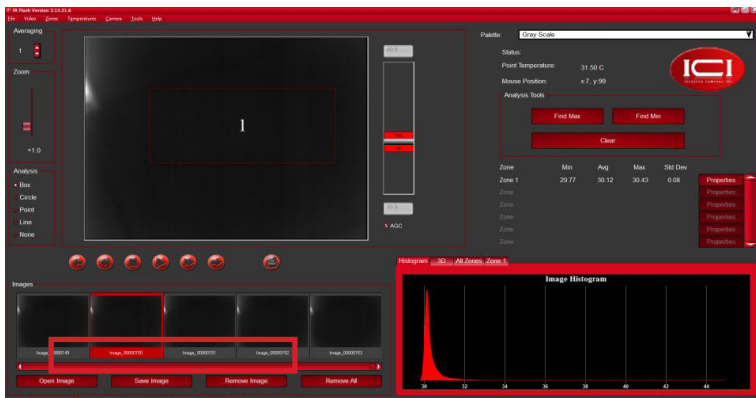 IR Flash Version 2.13.21.6
File Video Zones Temperatures Camera Tools Help
Averaging
1
Zoom
×1.0
Analysis
Box
Circle
Point
Line
None
1
AGC
Palette: Gray Scale
Status:
Point Temperature: 31.50 C
Mouse Position: x:7, y:99
ICI
Analysis Tools
Find Max Find Min
Clear
Zone Min Avg Max Std Dev
Zone 1 29.77 30.12 30.43 0.08 Properties
Zone Properties
Zone Properties
Zone Properties
Zone Properties
Zone Properties
Histogram 3D All Zones Zone 1
Image Histogram
30 32 34 36 38 40 42 44
Images
Image_00000149 Image_00000150 Image_00000151 Image_00000152 Image_00000153
Open Image Save Image Remove Image Remove All